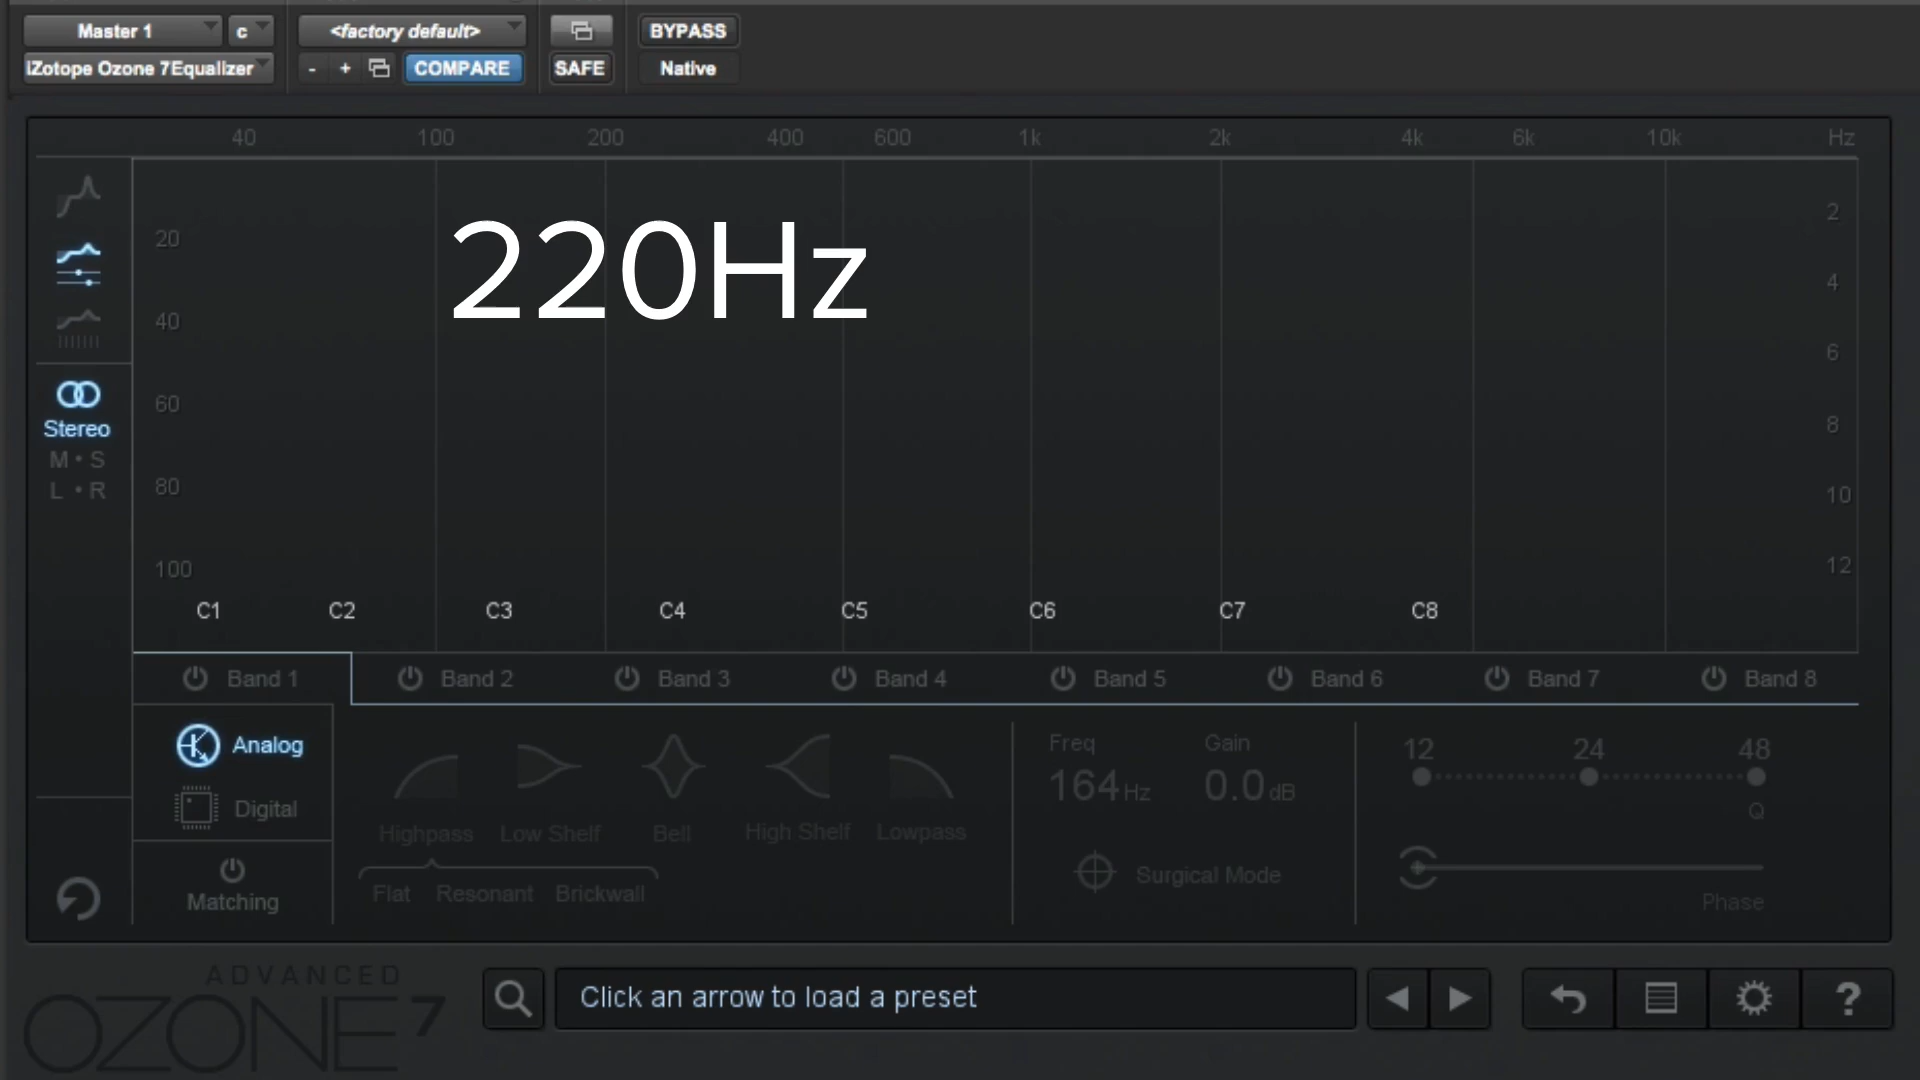 Master 1 c <factory default> BYPASS
iZotope Ozone 7Equalizer - + COMPARE SAFE Native
40 100 200 400 600 1k 2k 4k 6k 10k Hz
220Hz
20 2
40 4
60 6
80 8
100 10
12
Stereo
M • S
L • R
C1 C2 C3 C4 C5 C6 C7 C8
Band 1 Band 2 Band 3 Band 4 Band 5 Band 6 Band 7 Band 8
Analog
Digital
Matching
Highpass Low Shelf Bell High Shelf Lowpass
Flat Resonant Brickwall
Freq Gain
164 Hz 0.0 dB
Surgical Mode
12 24 48
Q
Phase
ADVANCED
OZONE 7
Click an arrow to load a preset
?